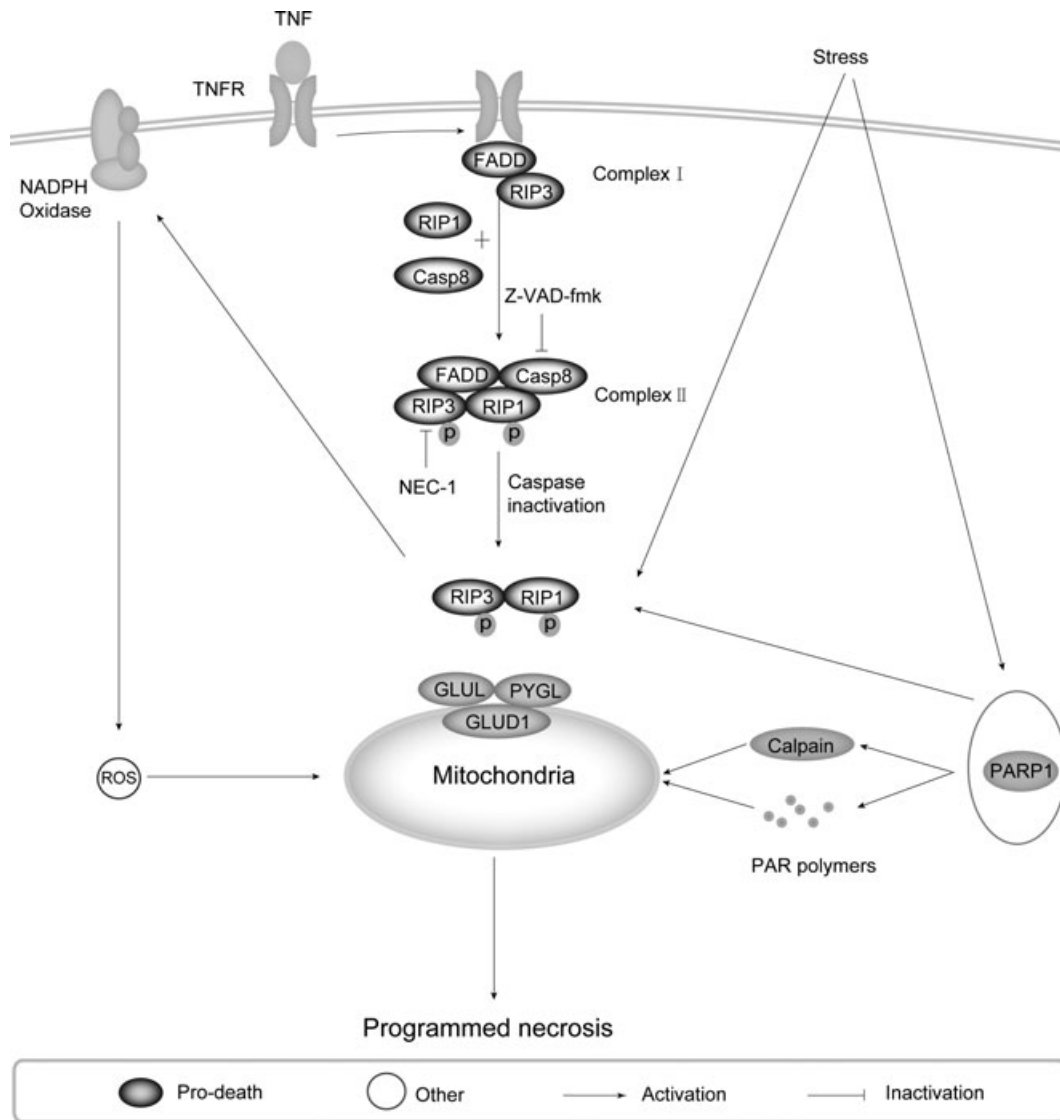 TNF
Stress
TNFR
FADD
Complex I
RIP3
NADPH
Oxidase
RIP1
+
Casp8
Z-VAD-fmk
FADD
Casp8
Complex II
RIP3
RIP1
p
p
NEC-1
Caspase
inactivation
RIP3
RIP1
p
p
GLUL
PYGL
GLUD1
Calpain
Mitochondria
ROS
PARP1
PAR polymers
Programmed necrosis
Pro-death
Other
Activation
Inactivation